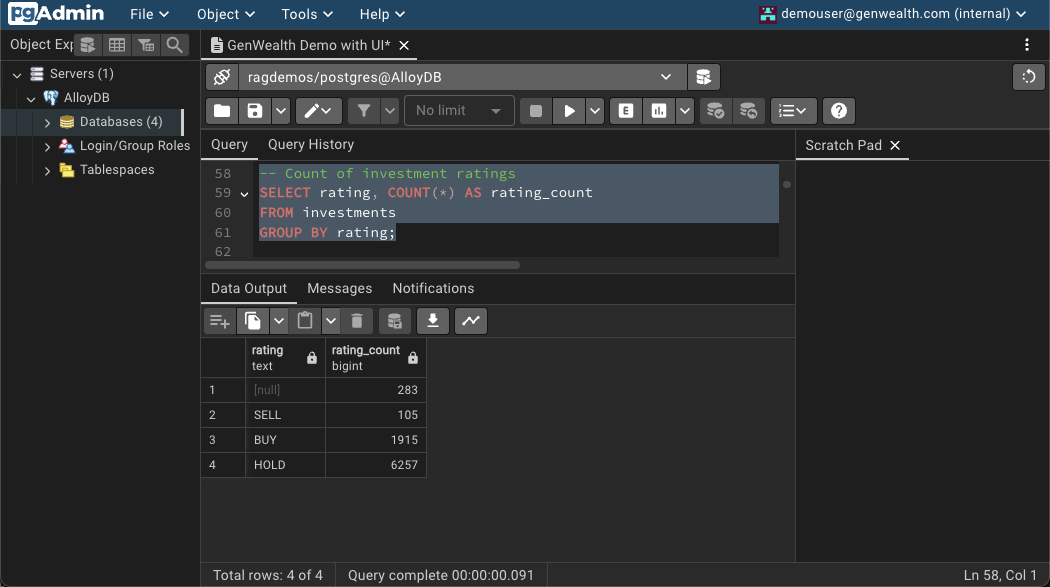 pgAdmin File Object Tools Help demouser@genwealth.com (internal)
Object Exp
GenWealth Demo with UI*
Servers (1)
AlloyDB
Databases (4)
Login/Group Roles
Tablespaces
ragdemos/postgres@AlloyDB
No limit
E
Query Query History
Scratch Pad
58 -- Count of investment ratings
59 SELECT rating, COUNT(*) AS rating_count
60 FROM investments
61 GROUP BY rating;
62
Data Output Messages Notifications
rating rating_count
text bigint
1 [null] 283
2 SELL 105
3 BUY 1915
4 HOLD 6257
Total rows: 4 of 4 Query complete 00:00:00.091 Ln 58, Col 1